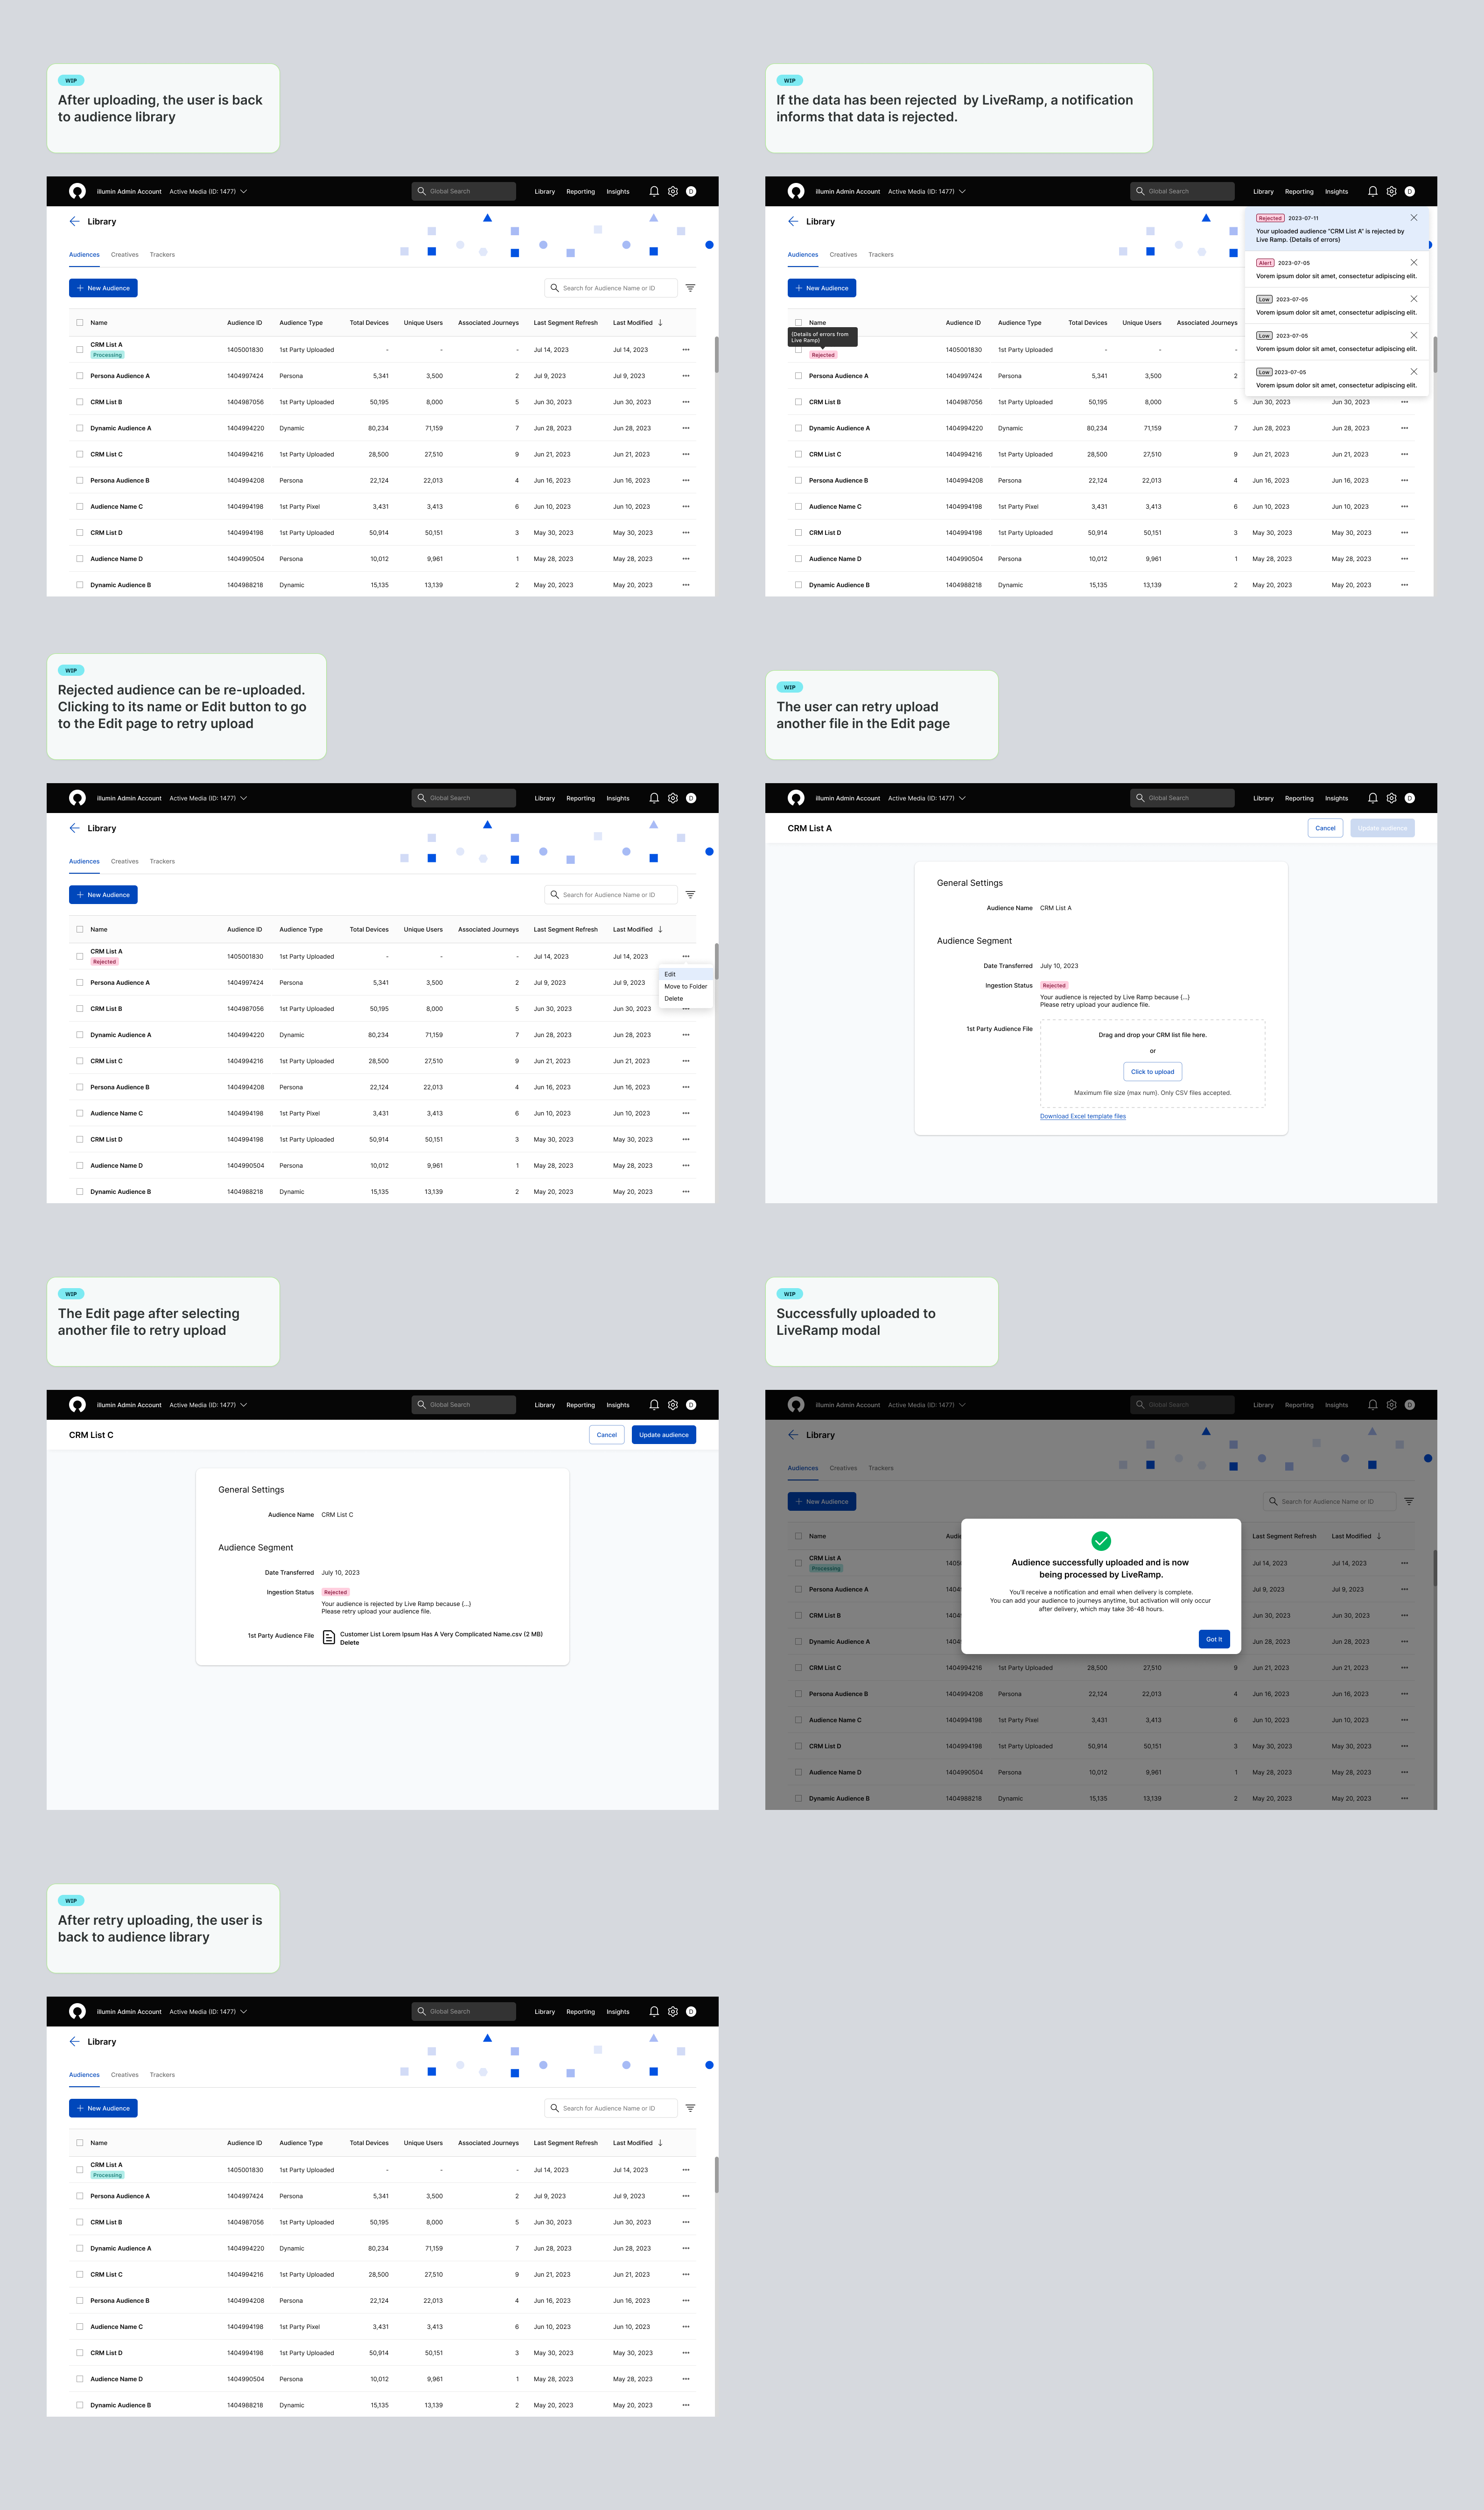 WIP
After uploading, the user is back
to audience library
illumin Admin Account Active Media (ID: 1477) Global Search Library Reporting Insights D
Library
Audiences Creatives Trackers
New Audience Search for Audience Name or ID
Name Audience ID Audience Type Total Devices Unique Users Associated Journeys Last Segment Refresh Last Modified
CRM List A 1405001830 1st Party Uploaded - - - Jul 14, 2023 Jul 14, 2023
Processing
Persona Audience A 1404997424 Persona 5,341 3,500 2 Jul 9, 2023 Jul 9, 2023
CRM List B 1404987056 1st Party Uploaded 50,195 8,000 5 Jun 30, 2023 Jun 30, 2023
Dynamic Audience A 1404994220 Dynamic 80,234 71,159 7 Jun 28, 2023 Jun 28, 2023
CRM List C 1404994216 1st Party Uploaded 28,500 27,510 9 Jun 21, 2023 Jun 21, 2023
Persona Audience B 1404994208 Persona 22,124 22,013 4 Jun 16, 2023 Jun 16, 2023
Audience Name C 1404994198 1st Party Pixel 3,431 3,413 6 Jun 10, 2023 Jun 10, 2023
CRM List D 1404994198 1st Party Uploaded 50,914 50,151 3 May 30, 2023 May 30, 2023
Audience Name D 1404990504 Persona 10,012 9,961 1 May 28, 2023 May 28, 2023
Dynamic Audience B 1404988218 Dynamic 15,135 13,139 2 May 20, 2023 May 20, 2023
WIP
If the data has been rejected by LiveRamp, a notification
informs that data is rejected.
illumin Admin Account Active Media (ID: 1477) Global Search Library Reporting Insights D
Library
Audiences Creatives Trackers
New Audience
Rejected 2023-07-11
Your uploaded audience "CRM List A" is rejected by
Live Ramp. {Details of errors}
Alert 2023-07-05
Vorem ipsum dolor sit amet, consectetur adipiscing elit.
Low 2023-07-05
Vorem ipsum dolor sit amet, consectetur adipiscing elit.
Low 2023-07-05
Vorem ipsum dolor sit amet, consectetur adipiscing elit.
Low 2023-07-05
Vorem ipsum dolor sit amet, consectetur adipiscing elit.
Name Audience ID Audience Type Total Devices Unique Users Associated Journeys
{Details of errors from
Live Ramp}
1405001830 1st Party Uploaded - - -
Rejected
Persona Audience A 1404997424 Persona 5,341 3,500 2
CRM List B 1404987056 1st Party Uploaded 50,195 8,000 5 Jun 30, 2023 Jun 30, 2023
Dynamic Audience A 1404994220 Dynamic 80,234 71,159 7 Jun 28, 2023 Jun 28, 2023
CRM List C 1404994216 1st Party Uploaded 28,500 27,510 9 Jun 21, 2023 Jun 21, 2023
Persona Audience B 1404994208 Persona 22,124 22,013 4 Jun 16, 2023 Jun 16, 2023
Audience Name C 1404994198 1st Party Pixel 3,431 3,413 6 Jun 10, 2023 Jun 10, 2023
CRM List D 1404994198 1st Party Uploaded 50,914 50,151 3 May 30, 2023 May 30, 2023
Audience Name D 1404990504 Persona 10,012 9,961 1 May 28, 2023 May 28, 2023
Dynamic Audience B 1404988218 Dynamic 15,135 13,139 2 May 20, 2023 May 20, 2023
WIP
Rejected audience can be re-uploaded.
Clicking to its name or Edit button to go
to the Edit page to retry upload
illumin Admin Account Active Media (ID: 1477) Global Search Library Reporting Insights D
Library
Audiences Creatives Trackers
New Audience Search for Audience Name or ID
Name Audience ID Audience Type Total Devices Unique Users Associated Journeys Last Segment Refresh Last Modified
CRM List A 1405001830 1st Party Uploaded - - - Jul 14, 2023 Jul 14, 2023
Rejected
Edit
Move to Folder
Delete
Persona Audience A 1404997424 Persona 5,341 3,500 2 Jul 9, 2023 Jul 9, 2023
CRM List B 1404987056 1st Party Uploaded 50,195 8,000 5 Jun 30, 2023 Jun 30, 2023
Dynamic Audience A 1404994220 Dynamic 80,234 71,159 7 Jun 28, 2023 Jun 28, 2023
CRM List C 1404994216 1st Party Uploaded 28,500 27,510 9 Jun 21, 2023 Jun 21, 2023
Persona Audience B 1404994208 Persona 22,124 22,013 4 Jun 16, 2023 Jun 16, 2023
Audience Name C 1404994198 1st Party Pixel 3,431 3,413 6 Jun 10, 2023 Jun 10, 2023
CRM List D 1404994198 1st Party Uploaded 50,914 50,151 3 May 30, 2023 May 30, 2023
Audience Name D 1404990504 Persona 10,012 9,961 1 May 28, 2023 May 28, 2023
Dynamic Audience B 1404988218 Dynamic 15,135 13,139 2 May 20, 2023 May 20, 2023
WIP
The user can retry upload
another file in the Edit page
illumin Admin Account Active Media (ID: 1477) Global Search Library Reporting Insights D
CRM List A Cancel Update audience
General Settings
Audience Name CRM List A
Audience Segment
Date Transferred July 10, 2023
Ingestion Status Rejected
Your audience is rejected by Live Ramp because {...}
Please retry upload your audience file.
1st Party Audience File
Drag and drop your CRM list file here.
or
Click to upload
Maximum file size {max num}. Only CSV files accepted.
Download Excel template files
WIP
The Edit page after selecting
another file to retry upload
illumin Admin Account Active Media (ID: 1477) Global Search Library Reporting Insights D
CRM List C Cancel Update audience
General Settings
Audience Name CRM List C
Audience Segment
Date Transferred July 10, 2023
Ingestion Status Rejected
Your audience is rejected by Live Ramp because {...}
Please retry upload your audience file.
1st Party Audience File Customer List Lorem Ipsum Has A Very Complicated Name.csv (2 MB)
Delete
WIP
Successfully uploaded to
LiveRamp modal
illumin Admin Account Active Media (ID: 1477) Global Search Library Reporting Insights D
Library
Audiences Creatives Trackers
New Audience Search for Audience Name or ID
Name Audie Last Segment Refresh Last Modified
CRM List A 1405 Jul 14, 2023 Jul 14, 2023
Processing
Persona Audience A Jul 9, 2023 Jul 9, 2023
CRM List B Jun 30, 2023 Jun 30, 2023
Dynamic Audience A Jun 28, 2023 Jun 28, 2023
Audience successfully uploaded and is now
being processed by LiveRamp.
You'll receive a notification and email when delivery is complete.
You can add your audience to journeys anytime, but activation will only occur
after delivery, which may take 36-48 hours.
Got It
CRM List C 1404994216 1st Party Uploaded 28,500 27,510 9 Jun 21, 2023 Jun 21, 2023
Persona Audience B 1404994208 Persona 22,124 22,013 4 Jun 16, 2023 Jun 16, 2023
Audience Name C 1404994198 1st Party Pixel 3,431 3,413 6 Jun 10, 2023 Jun 10, 2023
CRM List D 1404994198 1st Party Uploaded 50,914 50,151 3 May 30, 2023 May 30, 2023
Audience Name D 1404990504 Persona 10,012 9,961 1 May 28, 2023 May 28, 2023
Dynamic Audience B 1404988218 Dynamic 15,135 13,139 2 May 20, 2023 May 20, 2023
WIP
After retry uploading, the user is
back to audience library
illumin Admin Account Active Media (ID: 1477) Global Search Library Reporting Insights D
Library
Audiences Creatives Trackers
New Audience Search for Audience Name or ID
Name Audience ID Audience Type Total Devices Unique Users Associated Journeys Last Segment Refresh Last Modified
CRM List A 1405001830 1st Party Uploaded - - - Jul 14, 2023 Jul 14, 2023
Processing
Persona Audience A 1404997424 Persona 5,341 3,500 2 Jul 9, 2023 Jul 9, 2023
CRM List B 1404987056 1st Party Uploaded 50,195 8,000 5 Jun 30, 2023 Jun 30, 2023
Dynamic Audience A 1404994220 Dynamic 80,234 71,159 7 Jun 28, 2023 Jun 28, 2023
CRM List C 1404994216 1st Party Uploaded 28,500 27,510 9 Jun 21, 2023 Jun 21, 2023
Persona Audience B 1404994208 Persona 22,124 22,013 4 Jun 16, 2023 Jun 16, 2023
Audience Name C 1404994198 1st Party Pixel 3,431 3,413 6 Jun 10, 2023 Jun 10, 2023
CRM List D 1404994198 1st Party Uploaded 50,914 50,151 3 May 30, 2023 May 30, 2023
Audience Name D 1404990504 Persona 10,012 9,961 1 May 28, 2023 May 28, 2023
Dynamic Audience B 1404988218 Dynamic 15,135 13,139 2 May 20, 2023 May 20, 2023